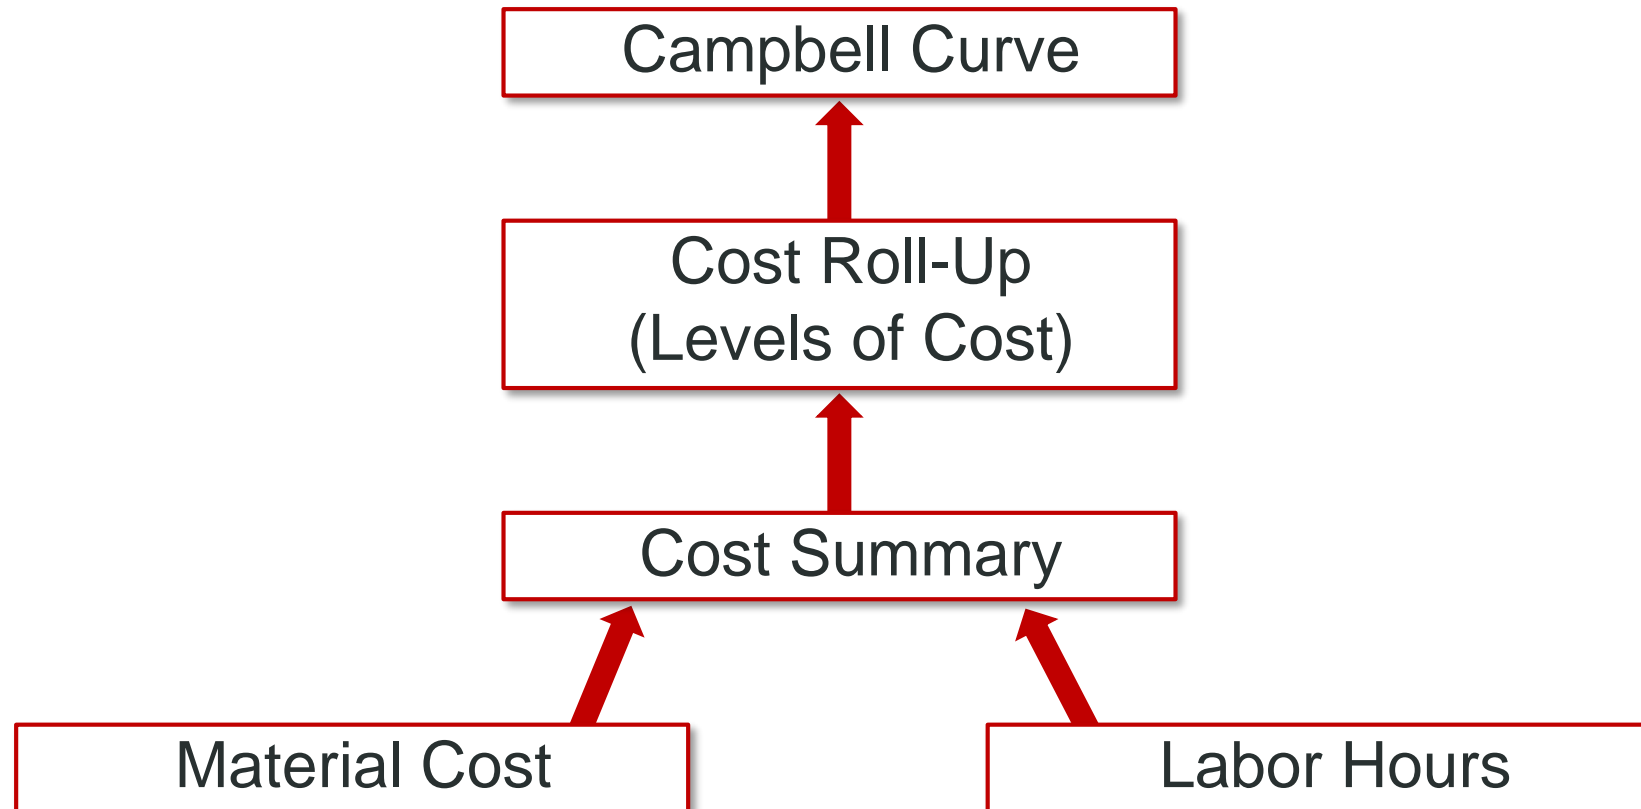 Campbell Curve
Cost Roll-Up
(Levels of Cost)
Cost Summary
Material Cost
Labor Hours